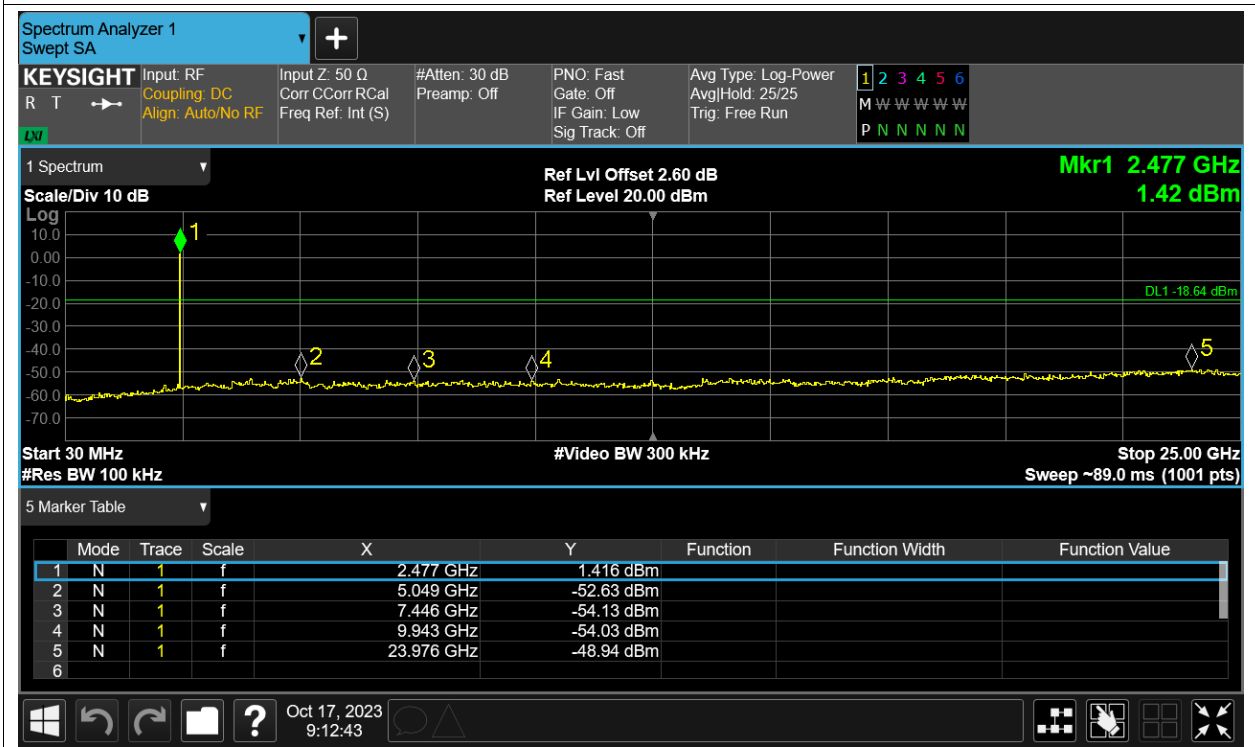 Spectrum Analyzer 1
Swept SA
+
KEYSIGHT Input: RF Input Z: 50 Ω #Atten: 30 dB PNO: Fast Avg Type: Log-Power 1 2 3 4 5 6
R T Coupling: DC Corr CCorr RCal Preamp: Off Gate: Off Avg|Hold: 25/25 M W W W W W
Align: Auto/No RF Freq Ref: Int (S) IF Gain: Low Trig: Free Run
LXI Sig Track: Off P N N N N N
1 Spectrum Ref Lvl Offset 2.60 dB Mkr1 2.477 GHz
Scale/Div 10 dB Ref Level 20.00 dBm 1.42 dBm
Log
10.0 1
0.00
-10.0
DL1 -18.64 dBm
-20.0
-30.0
-40.0 2 3 4 5
-50.0
-60.0
-70.0
Start 30 MHz #Video BW 300 kHz Stop 25.00 GHz
#Res BW 100 kHz Sweep ~89.0 ms (1001 pts)
5 Marker Table
Mode Trace Scale X Y Function Function Width Function Value
1 N 1 f 2.477 GHz 1.416 dBm
2 N 1 f 5.049 GHz -52.63 dBm
3 N 1 f 7.446 GHz -54.13 dBm
4 N 1 f 9.943 GHz -54.03 dBm
5 N 1 f 23.976 GHz -48.94 dBm
6
? Oct 17, 2023
9:12:43